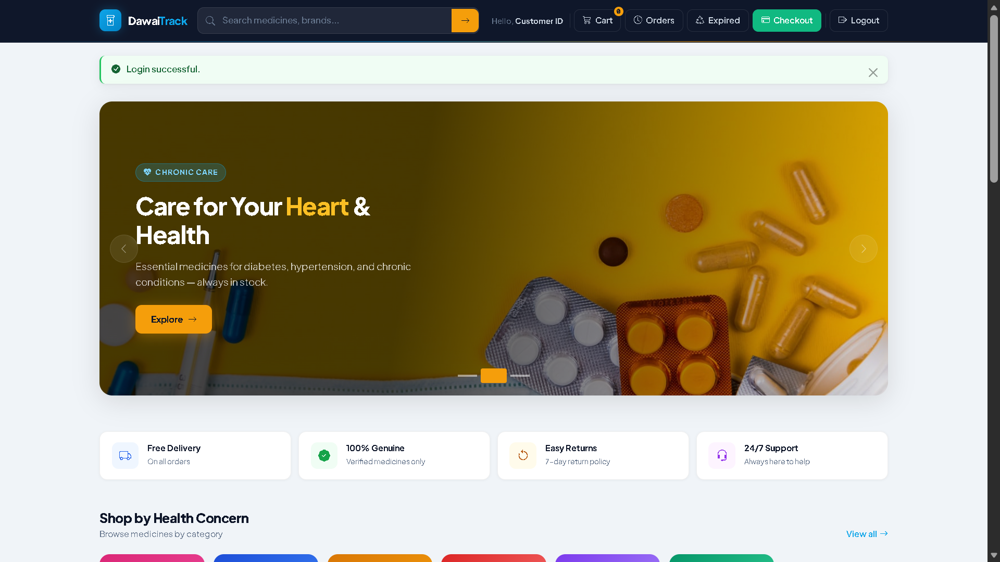 DawaiTrack
Search medicines, brands...
Hello, Customer ID
Cart
0
Orders
Expired
Checkout
Logout
Login successful.
CHRONIC CARE
Care for Your Heart &
Health
Essential medicines for diabetes, hypertension, and chronic
conditions — always in stock.
Explore
Free Delivery
On all orders
100% Genuine
Verified medicines only
Easy Returns
7-day return policy
24/7 Support
Always here to help
Shop by Health Concern
Browse medicines by category
View all